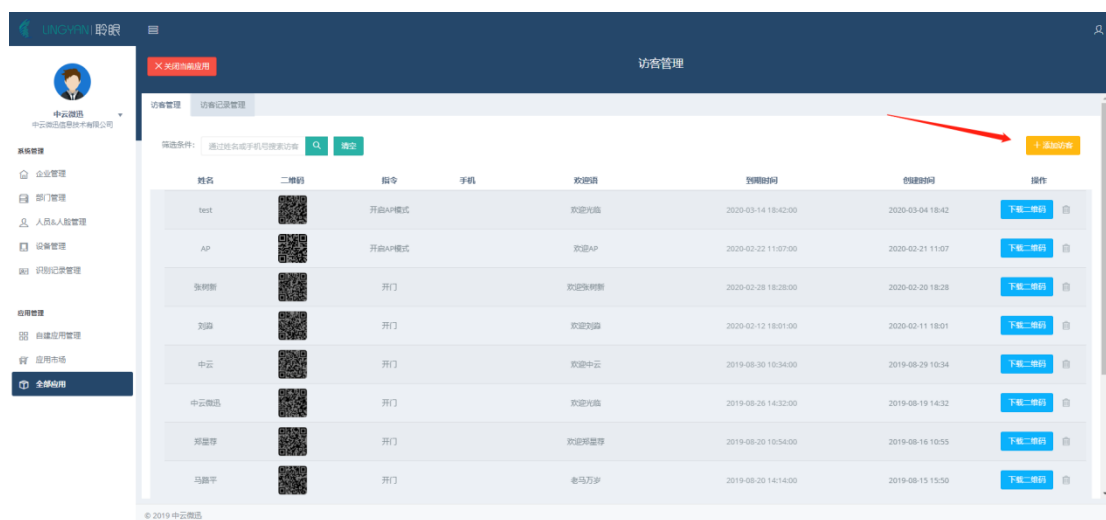 LINGYAN 聆眼
× 关闭当前应用
访客管理
中云微迅
中云微迅信息技术有限公司
系统管理
企业管理
部门管理
人员&人脸管理
设备管理
识别记录管理
应用管理
自建应用管理
应用市场
全部应用
访客管理 访客记录管理
筛选条件: 通过姓名或手机号搜索访客 清空 + 添加访客
姓名 二维码 指令 手机 欢迎语 到期时间 创建时间 操作
test 开启AP模式 欢迎光临 2020-03-14 18:42:00 2020-03-04 18:42 下载二维码
AP 开启AP模式 欢迎AP 2020-02-22 11:07:00 2020-02-21 11:07 下载二维码
张树新 开门 欢迎张树新 2020-02-28 18:28:00 2020-02-20 18:28 下载二维码
开门 2020-02-12 18:01:00 2020-02-11 18:01 下载二维码
中云 开门 欢迎中云 2019-08-30 10:34:00 2019-08-29 10:34 下载二维码
中云微迅 开门 欢迎光临 2019-08-26 14:32:00 2019-08-19 14:32 下载二维码
开门 2019-08-20 10:54:00 2019-08-16 10:55 下载二维码
马路平 开门 老马万岁 2019-08-20 14:14:00 2019-08-15 15:50 下载二维码
© 2019 中云微迅